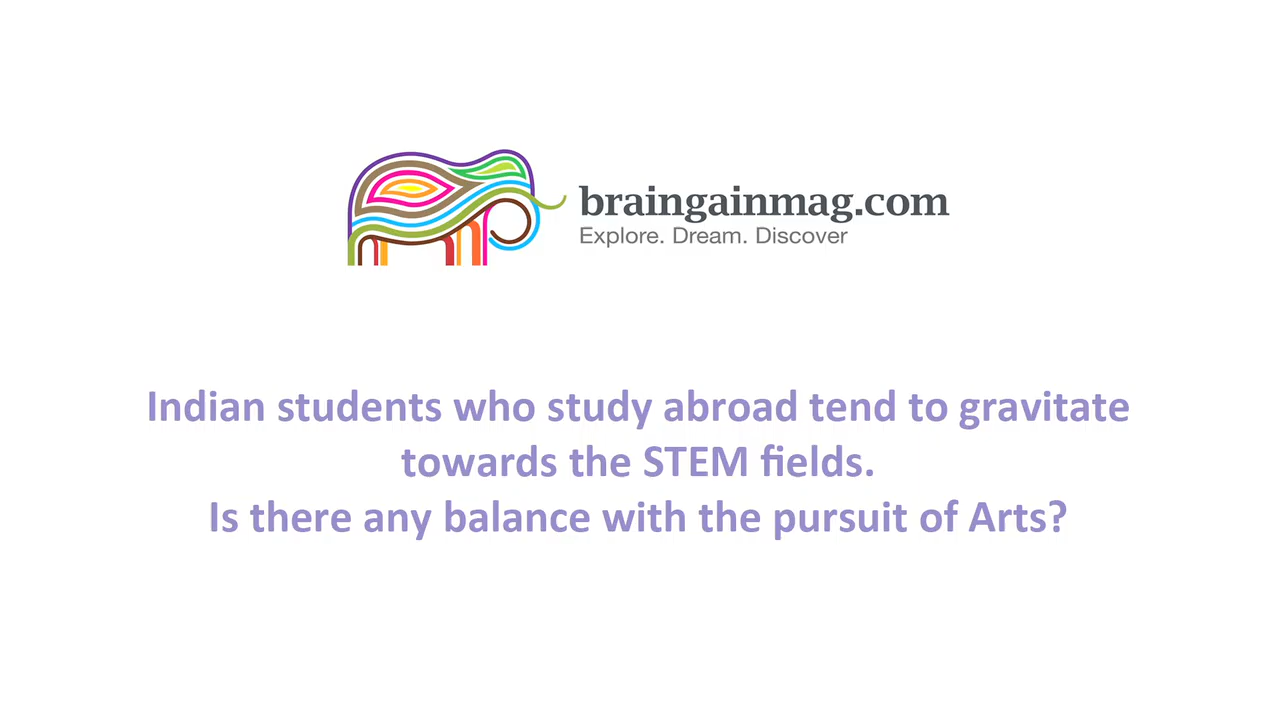 braingainmag.com
Explore. Dream. Discover
Indian students who study abroad tend to gravitate
towards the STEM fields.
Is there any balance with the pursuit of Arts?